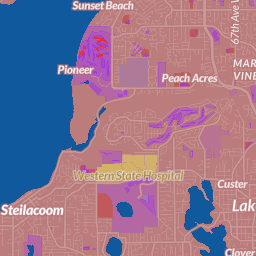 Sunset Beach
67th Ave W
Pioneer
MAR
VINE
Peach Acres
Western State Hospital
Custer
Steilacoom
Lak
Clover